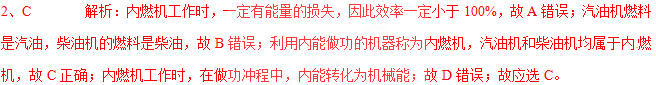 2、C 解析：内燃机工作时，一定有能量的损失，因此效率一定小于 100%，故 A 错误；汽油机燃料
是汽油，柴油机的燃料是柴油，故 B 错误；利用内能做功的机器称为内燃机，汽油机和柴油机均属于内燃
机，故 C 正确；内燃机工作时，在做功冲程中，内能转化为机械能；故 D 错误；故应选 C。